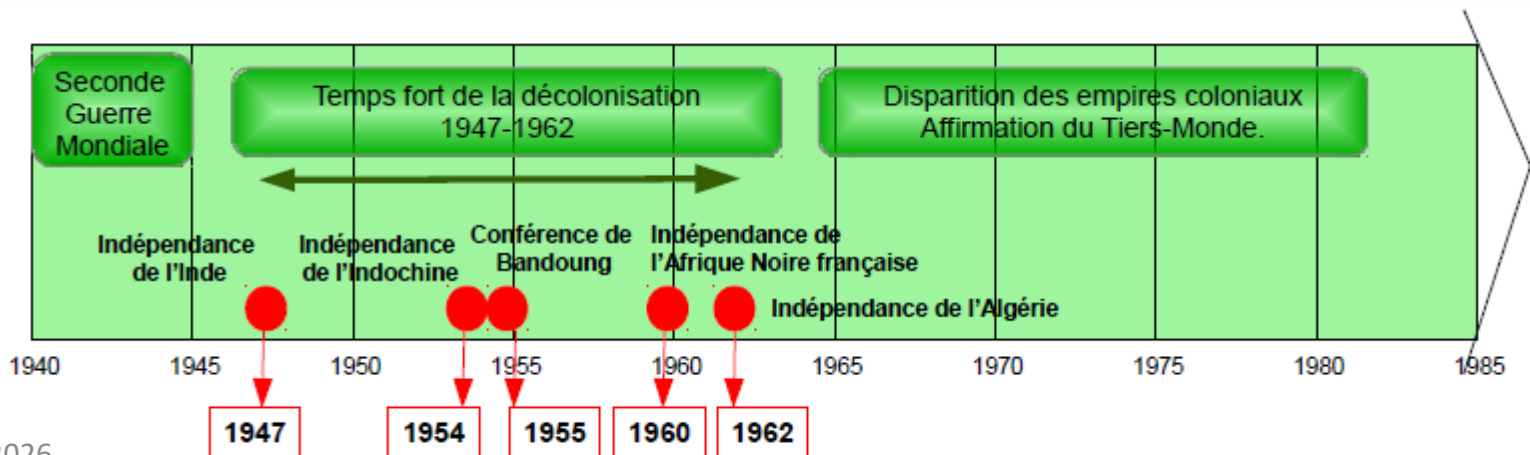 Seconde
Guerre
Mondiale
Temps fort de la décolonisation
1947-1962
Disparition des empires coloniaux
Affirmation du Tiers-Monde.
Indépendance
de l'Inde
Indépendance
de l'Indochine
Conférence de
Bandoung
Indépendance de
l'Afrique Noire française
Indépendance de l'Algérie
1940 1945 1950 1955 1960 1965 1970 1975 1980 1985
1947 1954 1955 1960 1962
2026